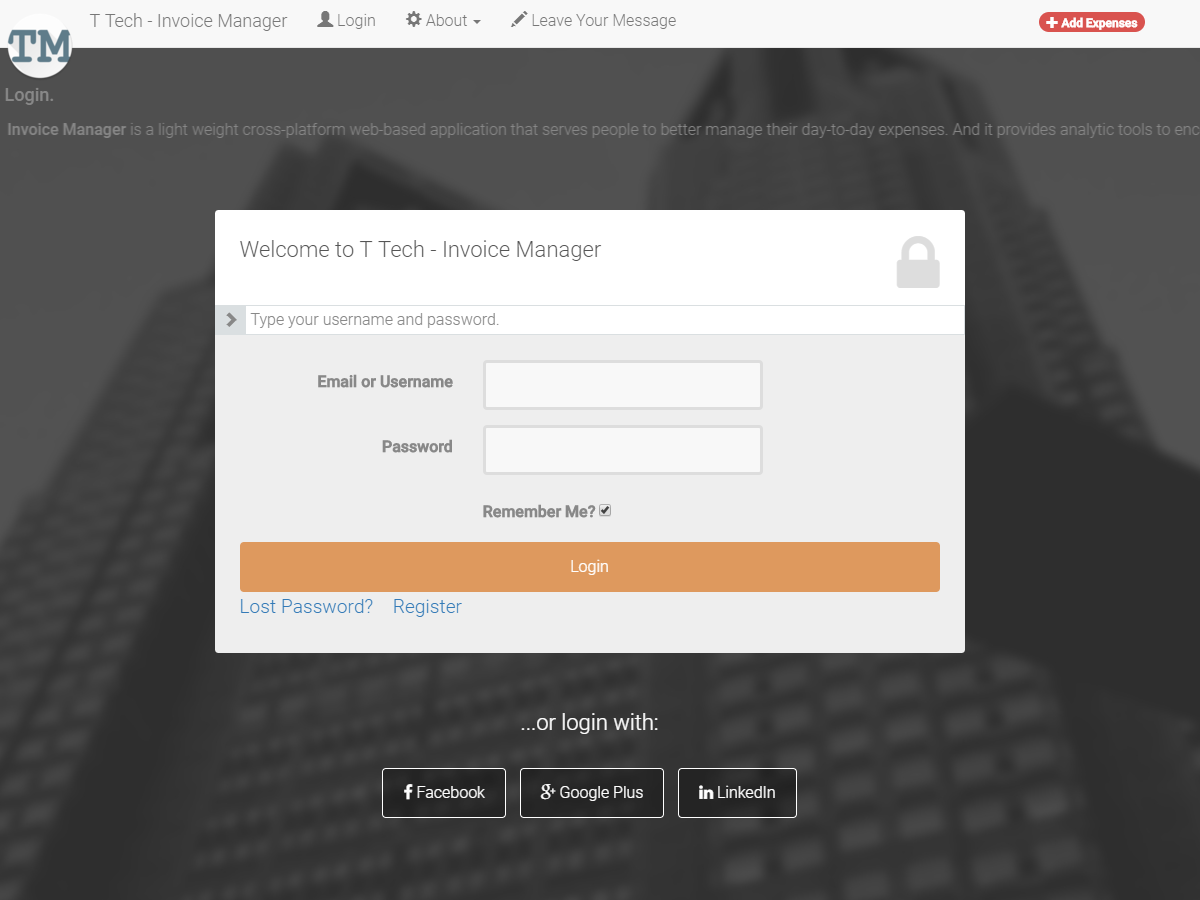 T Tech - Invoice Manager Login About Leave Your Message Add Expenses
TM
Login.
Invoice Manager is a light weight cross-platform web-based application that serves people to better manage their day-to-day expenses. And it provides analytic tools to enc
Welcome to T Tech - Invoice Manager
Type your username and password.
Email or Username
Password
Remember Me?
Login
Lost Password? Register
...or login with:
Facebook Google Plus LinkedIn